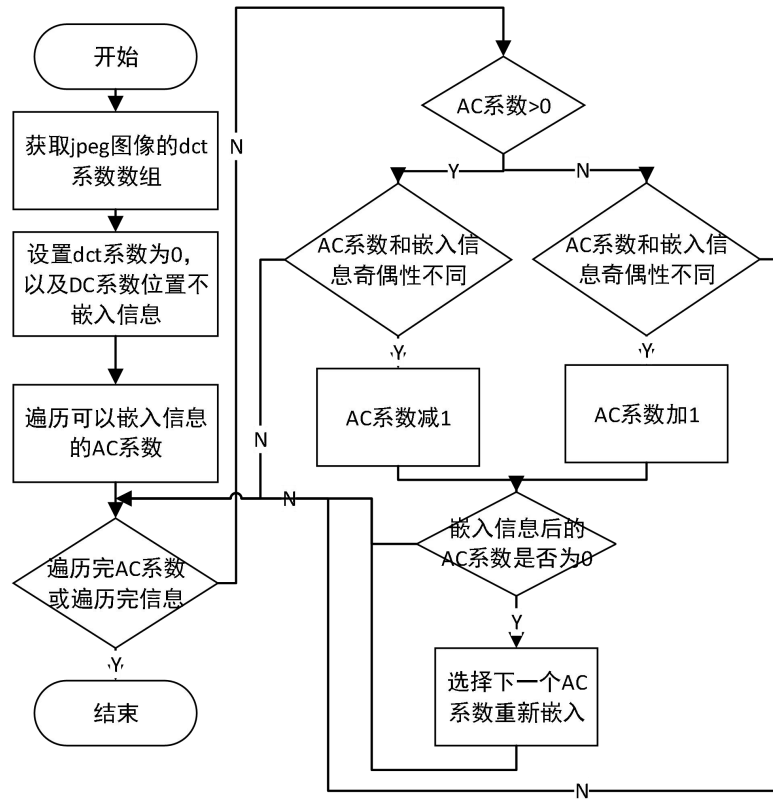 开始
获取jpeg图像的dct
系数数组
设置dct系数为0，
以及DC系数位置不
嵌入信息
遍历可以嵌入信息
的AC系数
遍历完AC系数
或遍历完信息
Y
结束
N
AC系数>0
Y
N
AC系数和嵌入信
息奇偶性不同
AC系数和嵌入信
息奇偶性不同
Y
Y
AC系数减1
AC系数加1
N
N
嵌入信息后的
AC系数是否为0
Y
选择下一个AC
系数重新嵌入
N